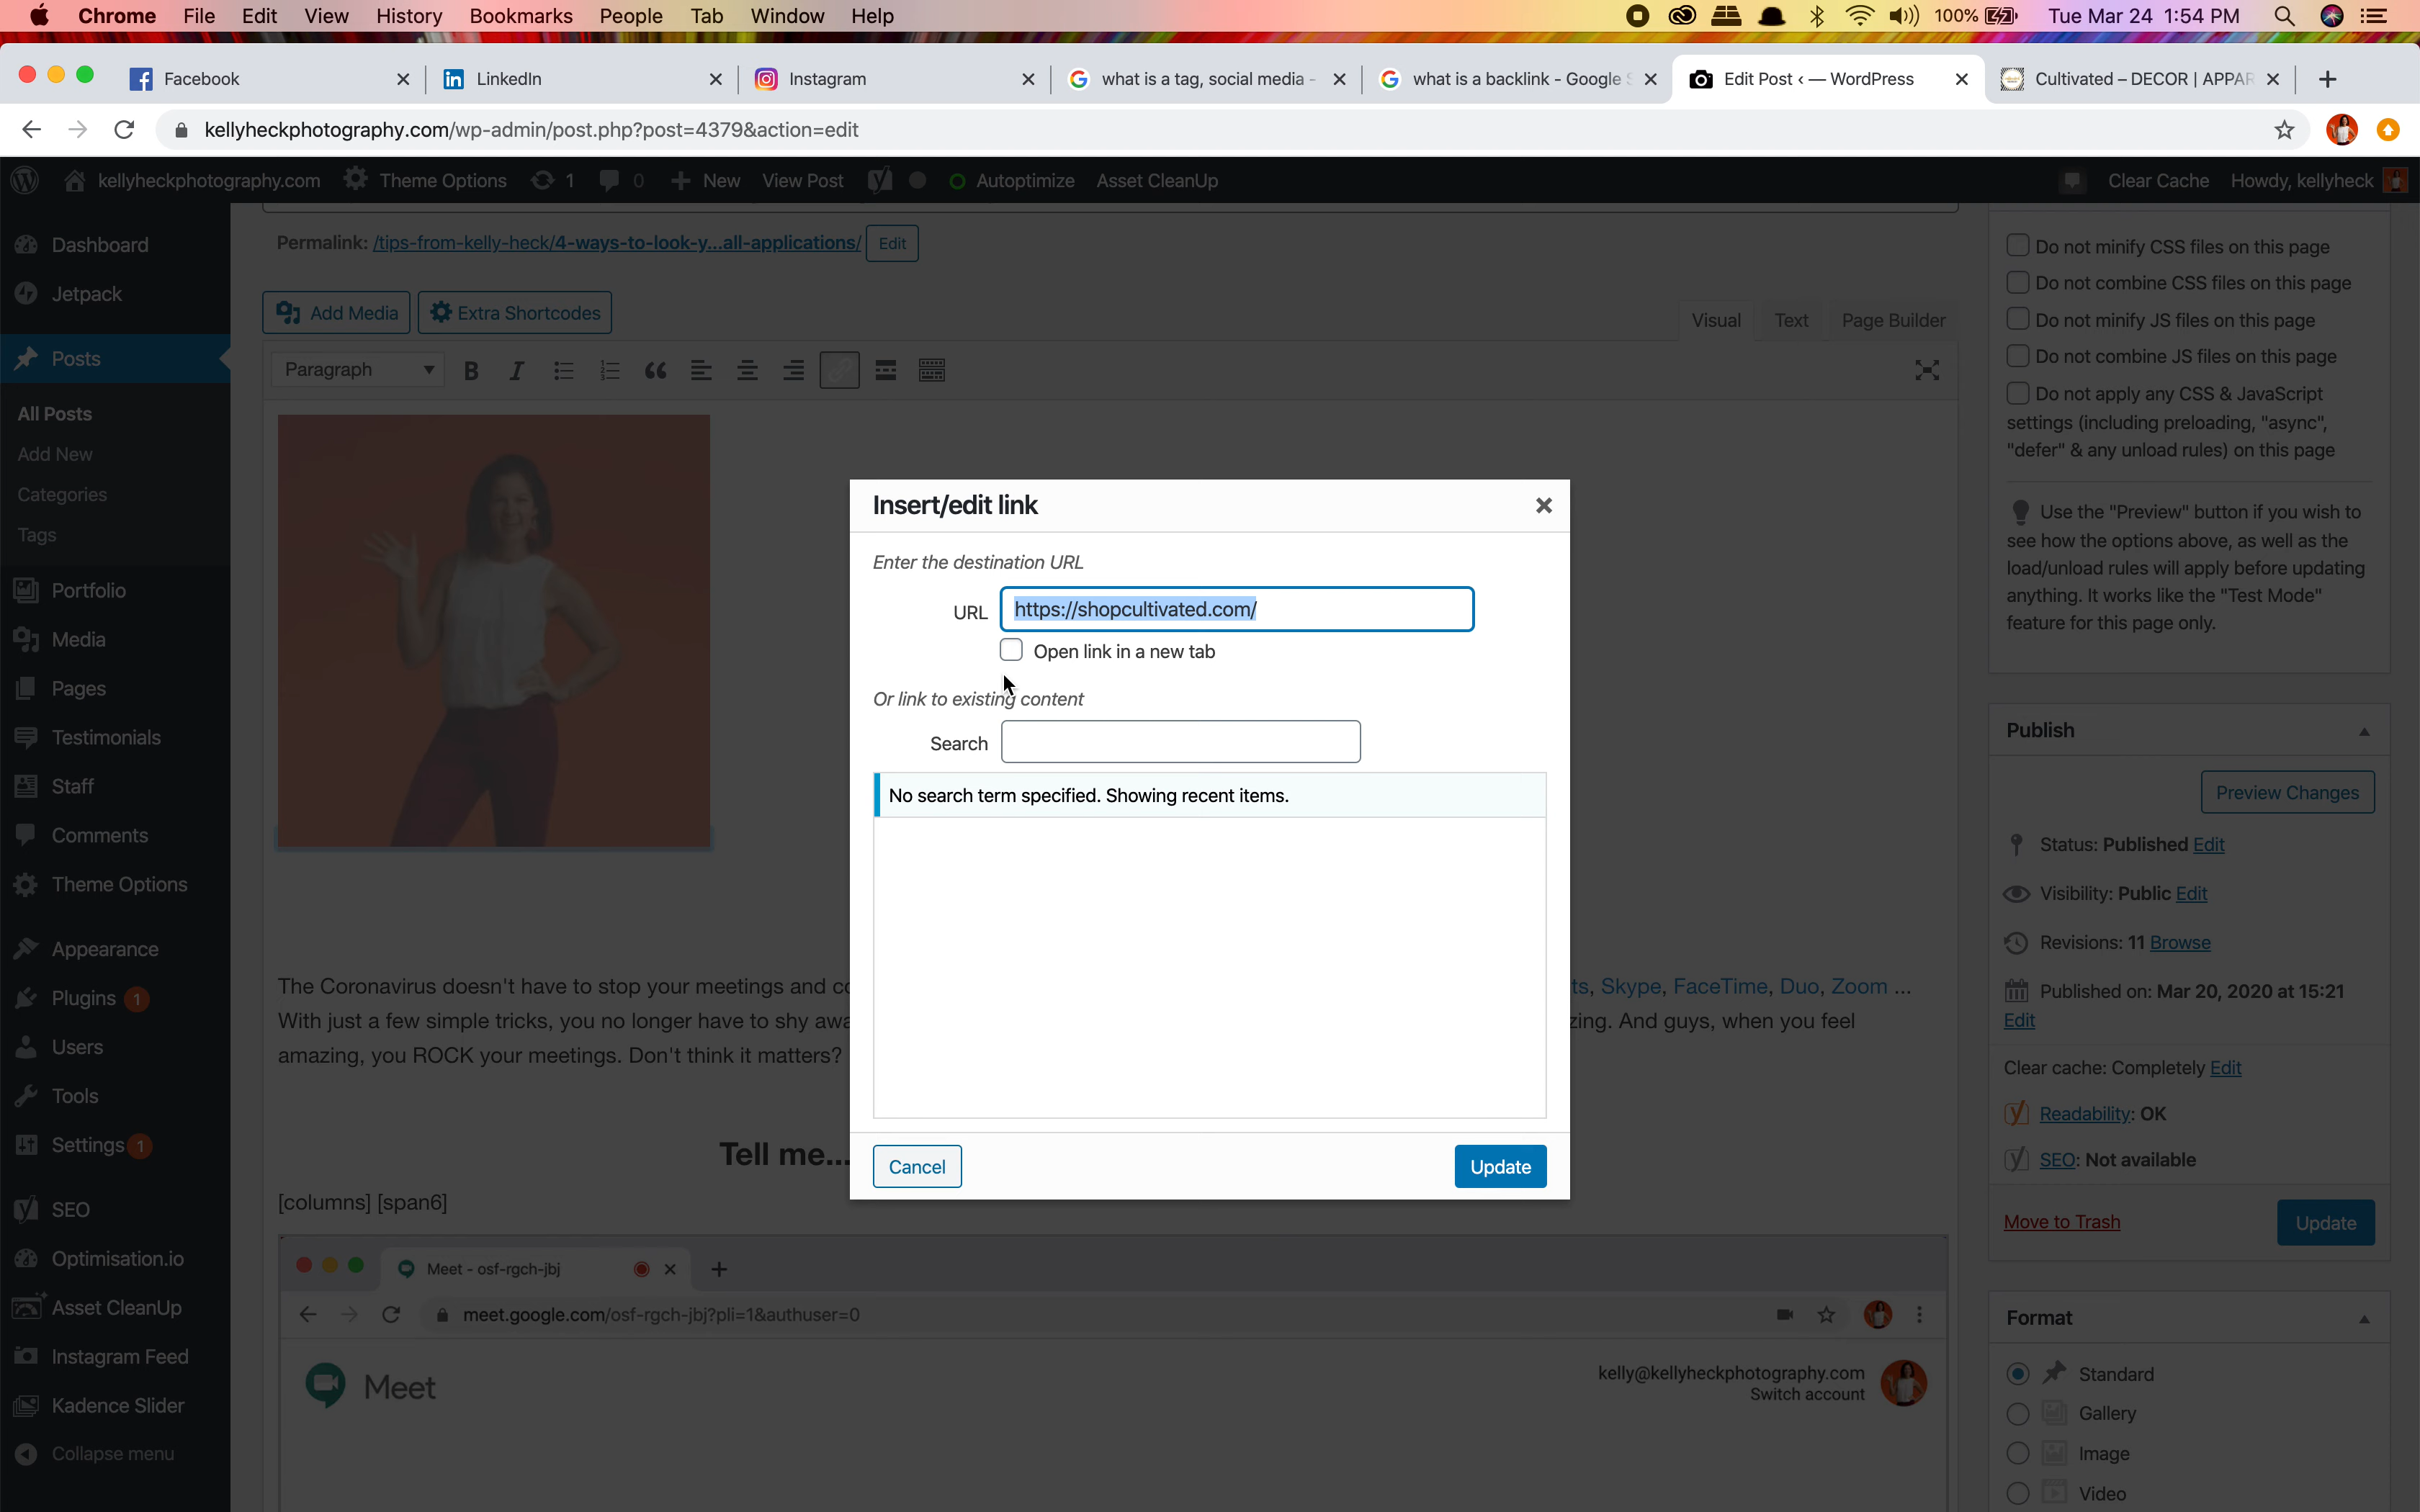 Chrome File Edit View History Bookmarks People Tab Window Help 100% Tue Mar 24 1:54 PM
Facebook LinkedIn Instagram what is a tag, social media - what is a backlink - Google S Edit Post ‹ — WordPress Cultivated – DECOR | APPAR
kellyheckphotography.com/wp-admin/post.php?post=4379&action=edit
kellyheckphotography.com Theme Options 1 0 New View Post Autoptimize Asset CleanUp Clear Cache Howdy, kellyheck
Dashboard
Jetpack
Posts
All Posts
Add New
Categories
Tags
Portfolio
Media
Pages
Testimonials
Staff
Comments
Theme Options
Appearance
Plugins 1
Users
Tools
Settings 1
SEO
Optimisation.io
Asset CleanUp
Instagram Feed
Kadence Slider
Collapse menu
Permalink: /tips-from-kelly-heck/4-ways-to-look-y...all-applications/ Edit
Add Media Extra Shortcodes
Visual Text Page Builder
Paragraph
Insert/edit link
Enter the destination URL
URL https://shopcultivated.com/
Open link in a new tab
Or link to existing content
Search
No search term specified. Showing recent items.
Cancel Update
The Coronavirus doesn't have to stop your meetings and co ts, Skype, FaceTime, Duo, Zoom ...
With just a few simple tricks, you no longer have to shy awa zing. And guys, when you feel
amazing, you ROCK your meetings. Don't think it matters?
Tell me...
[columns] [span6]
Meet - osf-rgch-jbj
meet.google.com/osf-rgch-jbj?pli=1&authuser=0
Meet
kelly@kellyheckphotography.com
Switch account
Do not minify CSS files on this page
Do not combine CSS files on this page
Do not minify JS files on this page
Do not combine JS files on this page
Do not apply any CSS & JavaScript
settings (including preloading, "async",
"defer" & any unload rules) on this page
Use the "Preview" button if you wish to
see how the options above, as well as the
load/unload rules will apply before updating
anything. It works like the "Test Mode"
feature for this page only.
Publish
Preview Changes
Status: Published Edit
Visibility: Public Edit
Revisions: 11 Browse
Published on: Mar 20, 2020 at 15:21
Edit
Clear cache: Completely Edit
Readability: OK
SEO: Not available
Move to Trash Update
Format
Standard
Gallery
Image
Video